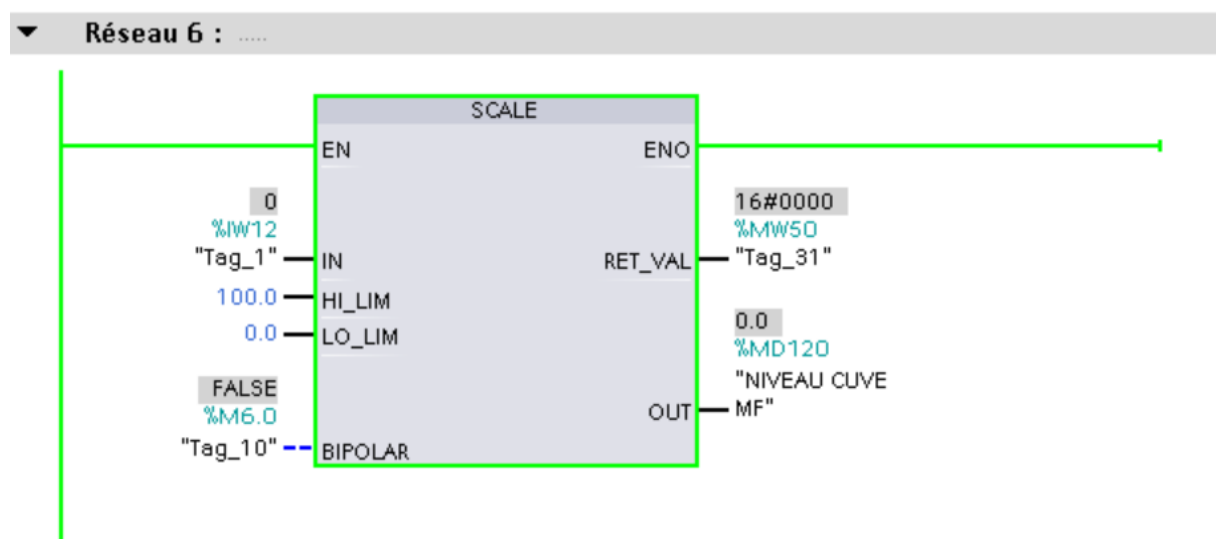 Réseau 6 : .....
SCALE
EN ENO
0
%IW12
"Tag_1" IN
100.0 HI_LIM
0.0 LO_LIM
FALSE
%M6.0
"Tag_10" BIPOLAR
16#0000
%MW50
RET_VAL "Tag_31"
0.0
%MD120
"NIVEAU CUVE
OUT MF"